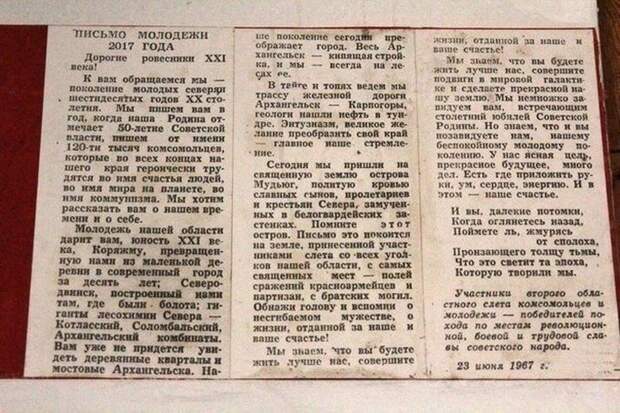 ПИСЬМО МОЛОДЕЖИ
2017 ГОДА
Дорогие ровесники XXI
века!
К вам обращаемся мы —
поколение молодых северян
шестидесятых годов XX сто-
летия. Мы пишем вам в
год, когда наша Родина от-
мечает 50-летие Советской
власти, пишем от имени
120-ти тысяч комсомольцев,
которые во всех концах на-
шего края героически тру-
дятся во имя счастья людей,
во имя мира на планете, во
имя коммунизма. Мы хотим
рассказать вам о нашем вре-
мени и о себе.
Молодежь нашей области
дарит вам, юность XXI ве-
ка, Коряжму, превращен-
ную нами из маленькой де-
ревни в современный город
за десять лет; Северо-
двинск, построенный нами
там, где были болота; ги-
ганты лесохимии Севера —
Котласский, Соломбальский,
Архангельский комбинаты.
Вам уже не придется уви-
деть деревянные кварталы и
мостовые Архангельска. На-
ше поколение сегодня пре-
ображает город. Весь Ар-
хангельск — кипящая строй-
ка, и мы — всегда на ле-
сах ее.
В тайге и топях ведем мы
трассу железной дороги
Архангельск — Карпогоры,
геологи нашли нефть в тун-
дре. Энтузиазм, великое же-
лание преобразить свой край
— главное наше стремле-
ние.
Сегодня мы пришли на
священную землю острова
Мудьюг, политую кровью
славных сынов, пролетариев
и крестьян Севера, замучен-
ных в белогвардейских за-
стенках. Помните этот
остров. Письмо это покоится
на земле, принесенной участ-
никами слета со всех угол-
ков нашей области, с самых
священных мест — полей
сражений красноармейцев и
партизан, с братских могил.
Обнажи голову и вспомни о
несгибаемом мужестве, о
жизни, отданной за наше и
ваше счастье!
Мы знаем, что вы будете
жить лучше нас, совершите
жизни, отданной за наше и
ваше счастье!
Мы знаем, что вы будете
жить лучше нас, совершите
подвиги в мировой галакти-
ке и сделаете прекрасной на-
шу землю. Мы неможко за-
видуем вам, встречающим
столетний юбилей Советской
Родины. Но знаем, что и вы
позавидуете нам, нашему
беспокойному молодому по-
колению. У нас ясная цель,
прекрасное будущее, много
дел. Есть где приложить ру-
ки, ум, сердце, энергию. И в
этом — наше счастье.
И вы, далекие потомки,
Когда оглянетесь назад,
Поймете ль, жмурясь
от сполоха,
Пронзающего толщу тьмы,
Что это светит та эпоха,
Которую творили мы.
Участники второго обла-
стного слета комсомольцев и
молодежи — победителей по-
хода по местам революцион-
ной, боевой и трудовой сла-
вы советского народа.
23 июня 1967 г.